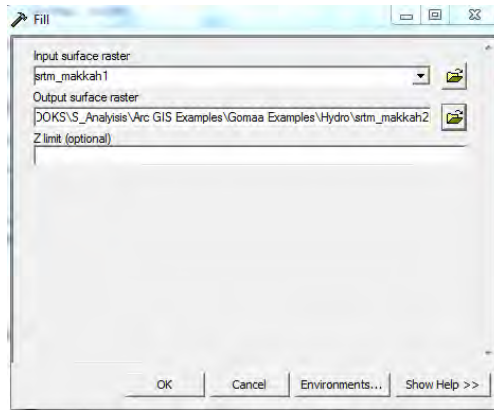 Fill
Input surface raster
srtm_makkah1
Output surface raster
OOKS\S_Analyisis\Arc GIS Examples\Gomaa Examples\Hydro\srtm_makkah2
Z limit (optional)
OK Cancel Environments... Show Help >>